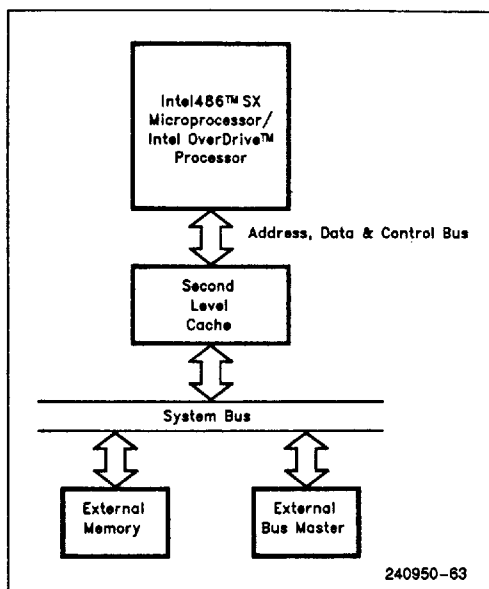 Intel486™ SX
Microprocessor/
Intel OverDrive™
Processor
Address, Data & Control Bus
Second
Level
Cache
System Bus
External
Memory
External
Bus Master
240950-63